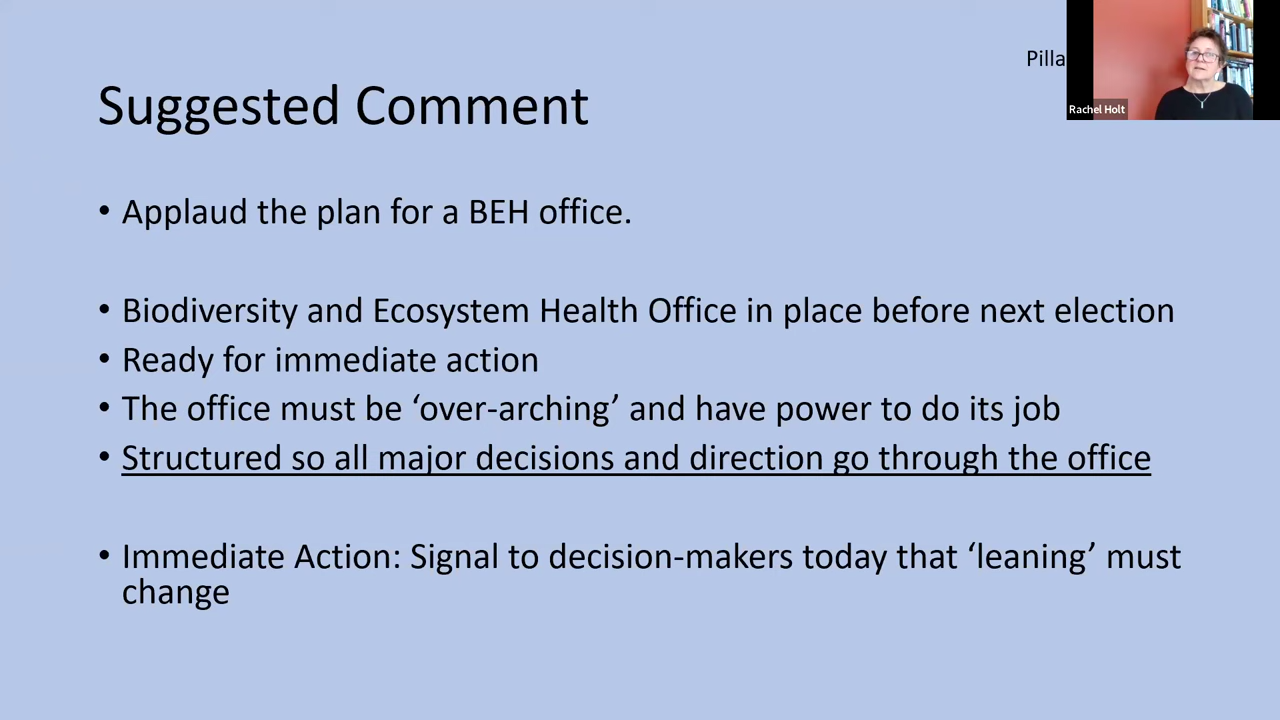 Pilla
Rachel Holt
Suggested Comment
• Applaud the plan for a BEH office.
• Biodiversity and Ecosystem Health Office in place before next election
• Ready for immediate action
• The office must be ‘over-arching’ and have power to do its job
• Structured so all major decisions and direction go through the office
• Immediate Action: Signal to decision-makers today that ‘leaning’ must
change